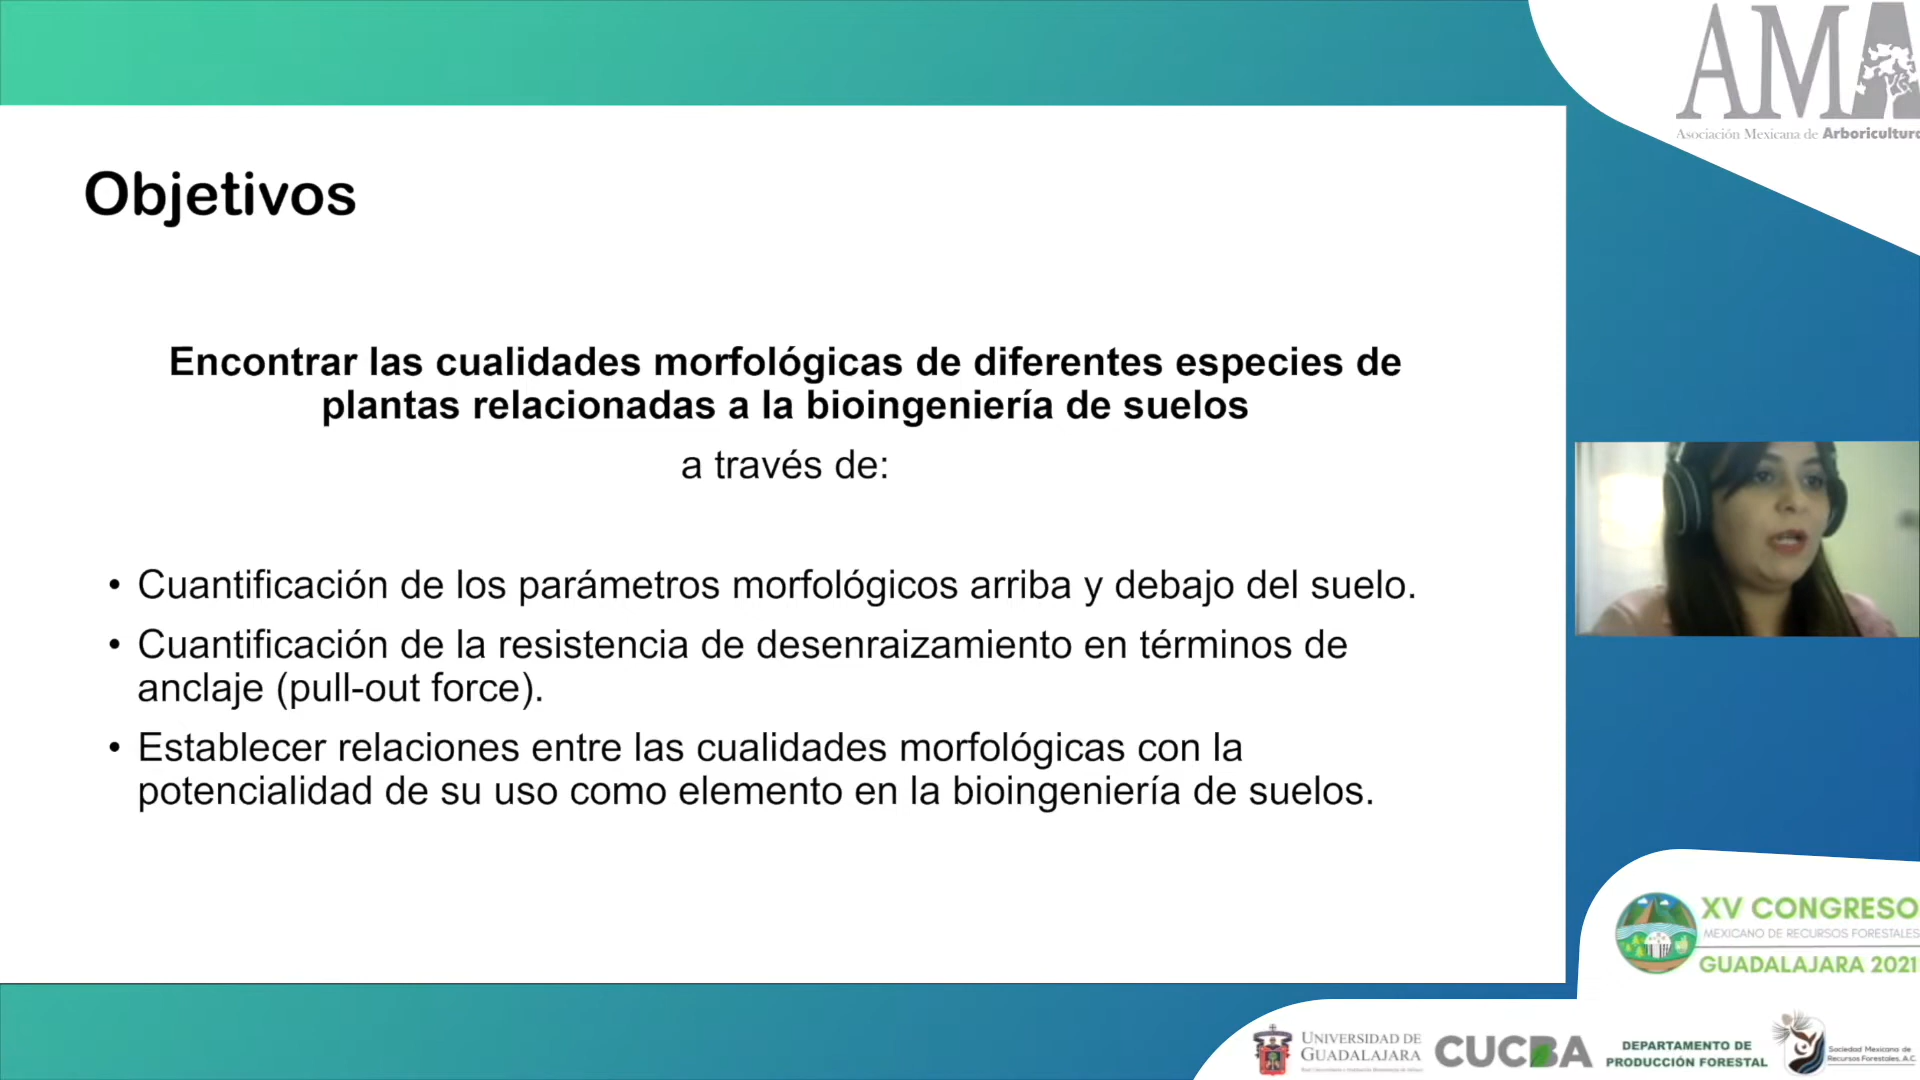 AMA
Asociación Mexicana de Arboricultura
Objetivos
Encontrar las cualidades morfológicas de diferentes especies de
plantas relacionadas a la bioingeniería de suelos
a través de:
• Cuantificación de los parámetros morfológicos arriba y debajo del suelo.
• Cuantificación de la resistencia de desenraizamiento en términos de
anclaje (pull-out force).
• Establecer relaciones entre las cualidades morfológicas con la
potencialidad de su uso como elemento en la bioingeniería de suelos.
XV CONGRESO
MEXICANO DE RECURSOS FORESTALES
GUADALAJARA 2021
UNIVERSIDAD DE
GUADALAJARA
CUCBA
DEPARTAMENTO DE
PRODUCCIÓN FORESTAL
Sociedad Mexicana de
Recursos Forestales, A.C.